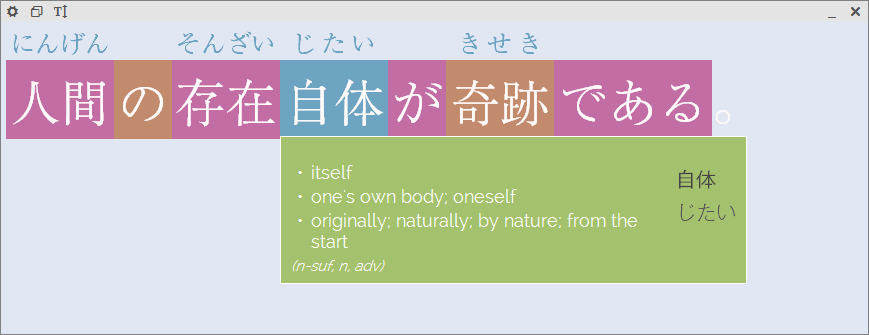 にんげん そんざい じたい きせき
人間の存在自体が奇跡である。
・ itself
・ one's own body; oneself
・ originally; naturally; by nature; from the
start
(n-suf, n, adv)
自体
じたい